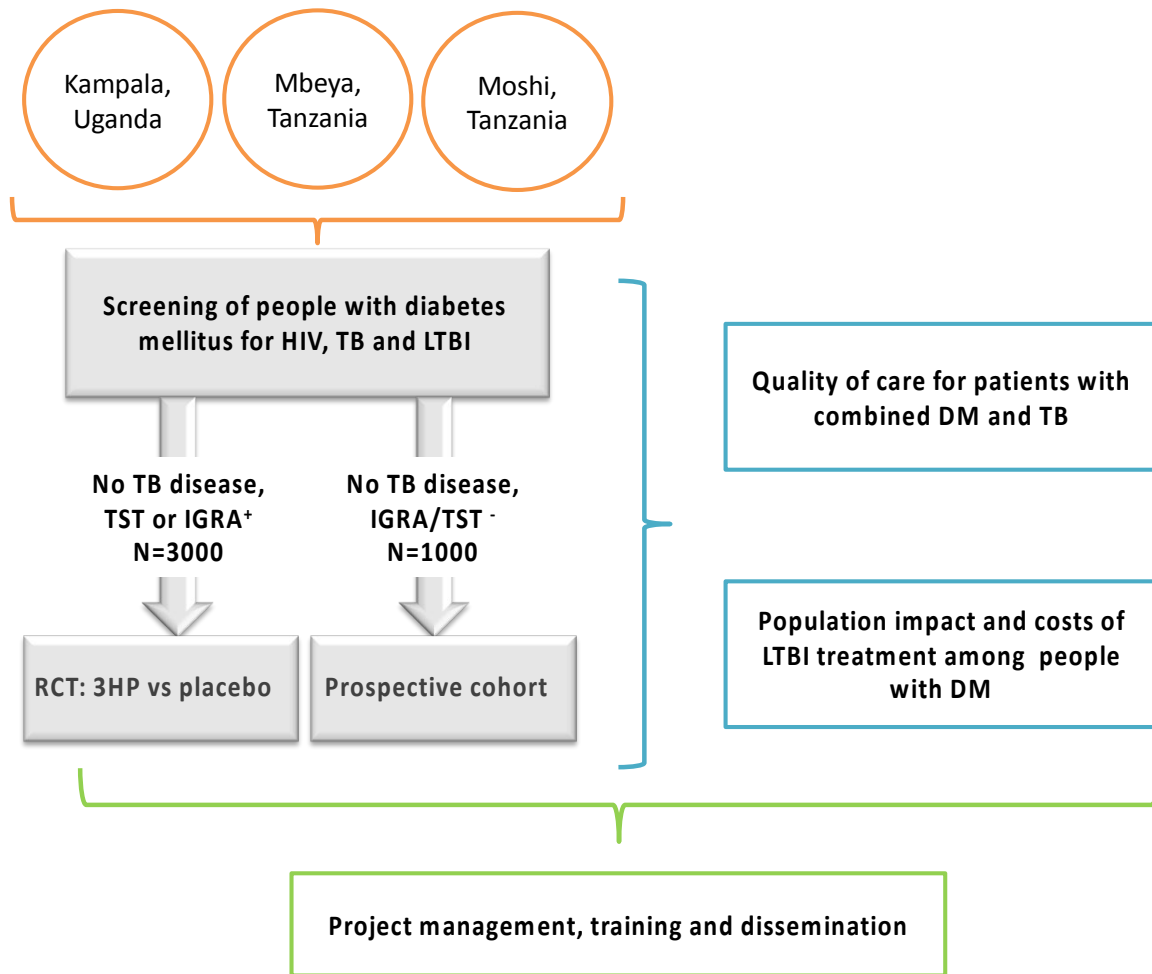 Kampala,
Uganda
Mbeya,
Tanzania
Moshi,
Tanzania
Screening of people with diabetes
mellitus for HIV, TB and LTBI
No TB disease,
TST or IGRA⁺
N=3000
No TB disease,
IGRA/TST ⁻
N=1000
RCT: 3HP vs placebo
Prospective cohort
Quality of care for patients with
combined DM and TB
Population impact and costs of
LTBI treatment among people
with DM
Project management, training and dissemination